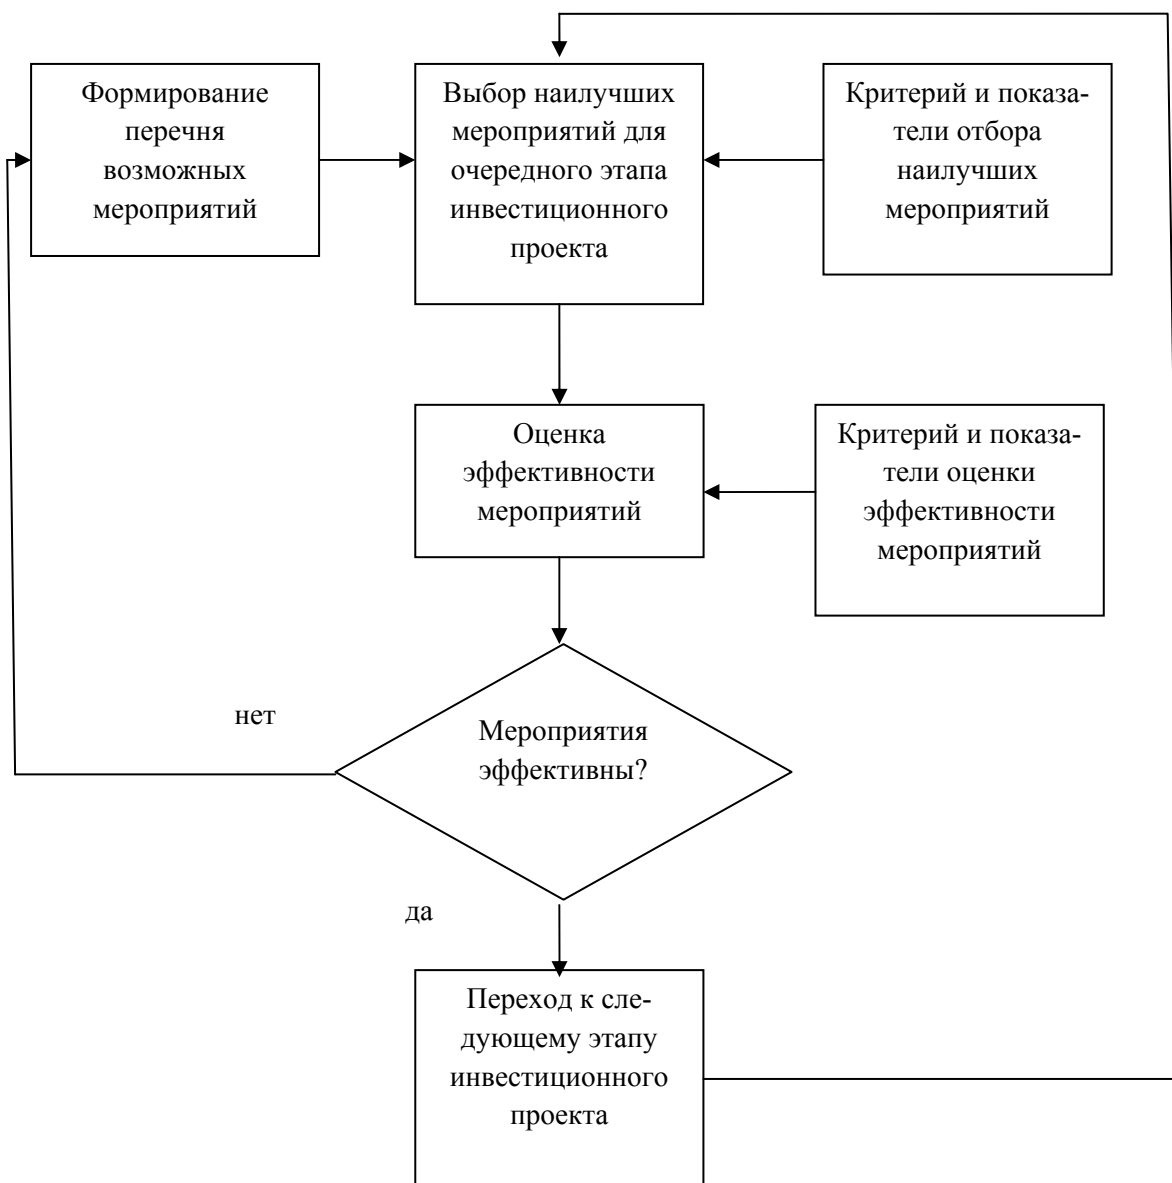 Формирование
перечня
возможных
мероприятий
Выбор наилучших
мероприятий для
очередного этапа
инвестиционного
проекта
Критерий и показа-
тели отбора
наилучших
мероприятий
Оценка
эффективности
мероприятий
Критерий и показа-
тели оценки
эффективности
мероприятий
нет
Мероприятия
эффективны?
да
Переход к сле-
дующему этапу
инвестиционного
проекта